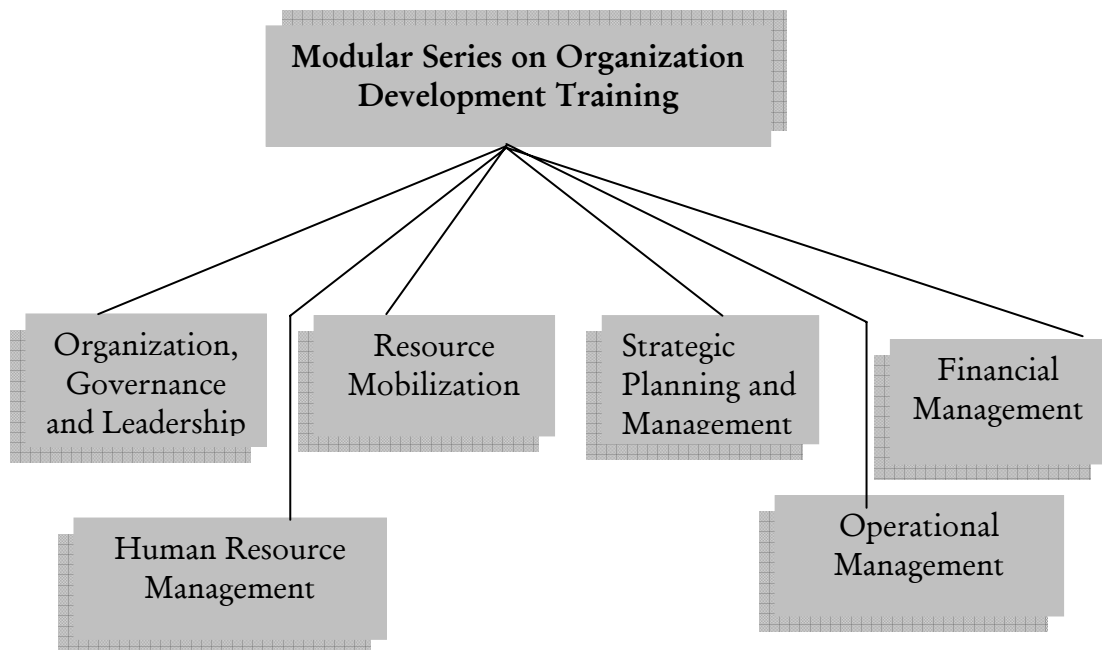 Modular Series on Organization
Development Training
Organization,
Governance
and Leadership
Resource
Mobilization
Strategic
Planning and
Management
Financial
Management
Human Resource
Management
Operational
Management